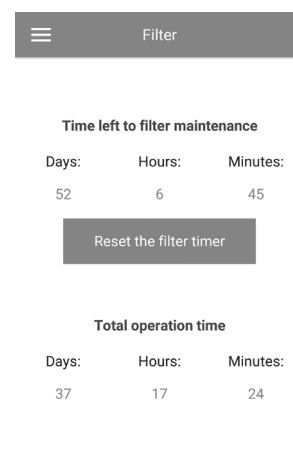 Filter
Time left to filter maintenance
Days: Hours: Minutes:
52 6 45
Reset the filter timer
Total operation time
Days: Hours: Minutes:
37 17 24